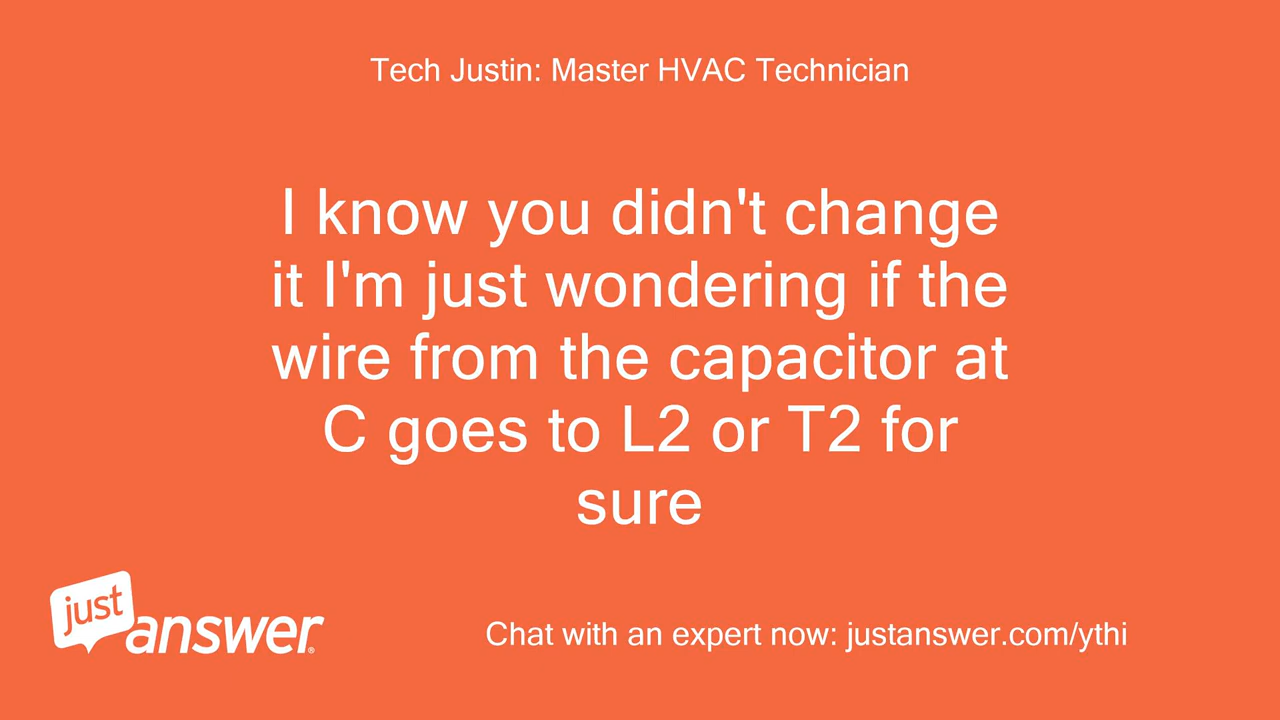 Tech Justin: Master HVAC Technician
I know you didn't change
it I'm just wondering if the
wire from the capacitor at
C goes to L2 or T2 for
sure
just
answer®
Chat with an expert now: justanswer.com/ythi